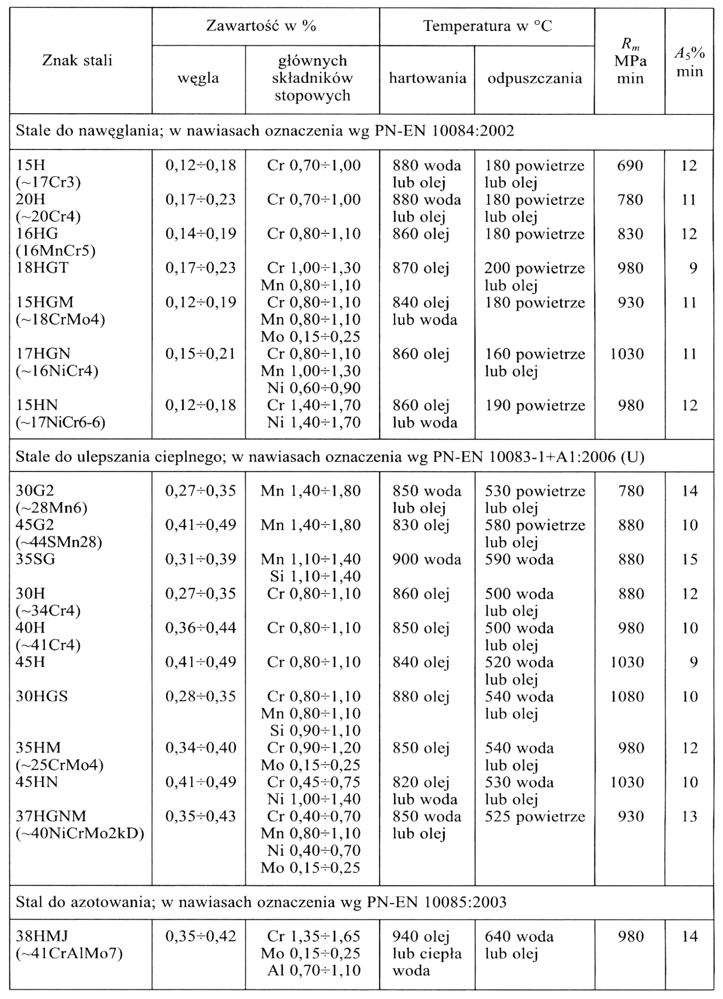 Znak stali Zawartość w % Temperatura w °C Rm MPa min A5% min
węgla głównych składników stopowych hartowania odpuszczania
Stale do nawęglania; w nawiasach oznaczenia wg PN-EN 10084:2002
15H 0,12÷0,18 Cr 0,70÷1,00 880 woda 180 powietrze 690 12
(~17Cr3) lub olej lub olej
20H 0,17÷0,23 Cr 0,70÷1,00 880 woda 180 powietrze 780 11
(~20Cr4) lub olej lub olej
16HG 0,14÷0,19 Cr 0,80÷1,10 860 olej 180 powietrze 830 12
(16MnCr5)
18HGT 0,17÷0,23 Cr 1,00÷1,30 870 olej 200 powietrze 980 9
Mn 0,80÷1,10 lub olej
15HGM 0,12÷0,19 Cr 0,80÷1,10 840 olej 180 powietrze 930 11
(~18CrMo4) Mn 0,80÷1,10 lub woda
Mo 0,15÷0,25
17HGN 0,15÷0,21 Cr 0,80÷1,10 860 olej 160 powietrze 1030 11
(~16NiCr4) Mn 1,00÷1,30 lub olej
Ni 0,60÷0,90
15HN 0,12÷0,18 Cr 1,40÷1,70 860 olej 190 powietrze 980 12
(~17NiCr6-6) Ni 1,40÷1,70 lub woda
Stale do ulepszania cieplnego; w nawiasach oznaczenia wg PN-EN 10083-1+A1:2006 (U)
30G2 0,27÷0,35 Mn 1,40÷1,80 850 woda 530 powietrze 780 14
(~28Mn6) lub olej lub olej
45G2 0,41÷0,49 Mn 1,40÷1,80 830 olej 580 powietrze 880 10
(~44SMn28) lub olej
35SG 0,31÷0,39 Mn 1,10÷1,40 900 woda 590 woda 880 15
Si 1,10÷1,40
30H 0,27÷0,35 Cr 0,80÷1,10 860 olej 500 woda 880 12
(~34Cr4) lub olej
40H 0,36÷0,44 Cr 0,80÷1,10 850 olej 500 woda 980 10
(~41Cr4) lub olej
45H 0,41÷0,49 Cr 0,80÷1,10 840 olej 520 woda 1030 9
lub olej
30HGS 0,28÷0,35 Cr 0,80÷1,10 880 olej 540 woda 1080 10
Mn 0,80÷1,10 lub olej
Si 0,90÷1,10
35HM 0,34÷0,40 Cr 0,90÷1,20 850 olej 540 woda 980 12
(~25CrMo4) Mo 0,15÷0,25 lub olej
45HN 0,41÷0,49 Cr 0,45÷0,75 820 olej 530 woda 1030 10
Ni 1,00÷1,40 lub woda lub olej
37HGNM 0,35÷0,43 Cr 0,40÷0,70 850 woda 525 powietrze 930 13
(~40NiCrMo2kD) Mn 0,80÷1,10 lub olej
Ni 0,40÷0,70
Mo 0,15÷0,25
Stal do azotowania; w nawiasach oznaczenia wg PN-EN 10085:2003
38HMJ 0,35÷0,42 Cr 1,35÷1,65 940 olej 640 woda 980 14
(~41CrAlMo7) Mo 0,15÷0,25 lub ciepła lub olej
Al 0,70÷1,10 woda